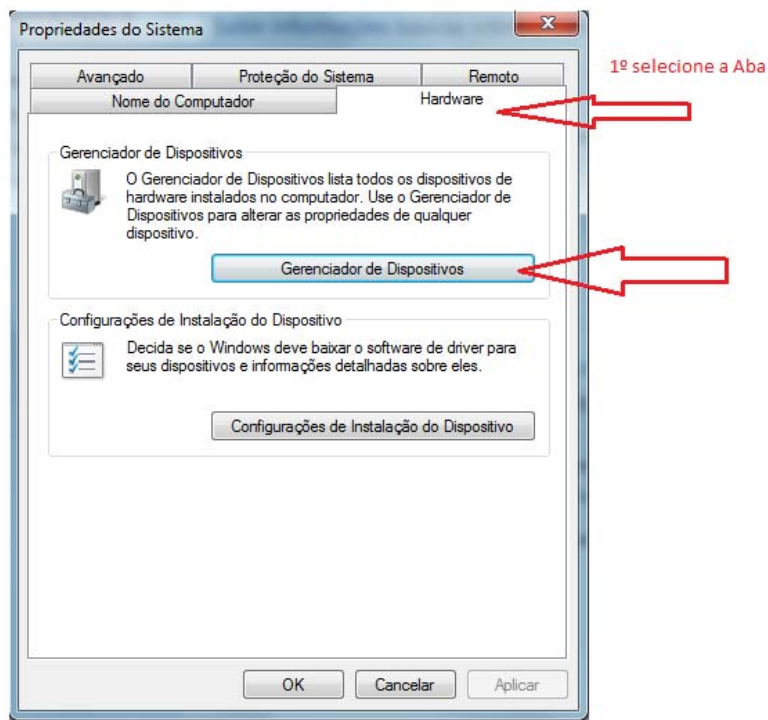 Propriedades do Sistema
1º selecione a Aba
Avançado
Proteção do Sistema
Remoto
Nome do Computador
Hardware
Gerenciador de Dispositivos
O Gerenciador de Dispositivos lista todos os dispositivos de
hardware instalados no computador. Use o Gerenciador de
Dispositivos para alterar as propriedades de qualquer
dispositivo.
Gerenciador de Dispositivos
Configurações de Instalação do Dispositivo
Decida se o Windows deve baixar o software de driver para
seus dispositivos e informações detalhadas sobre eles.
Configurações de Instalação do Dispositivo
OK
Cancelar
Aplicar